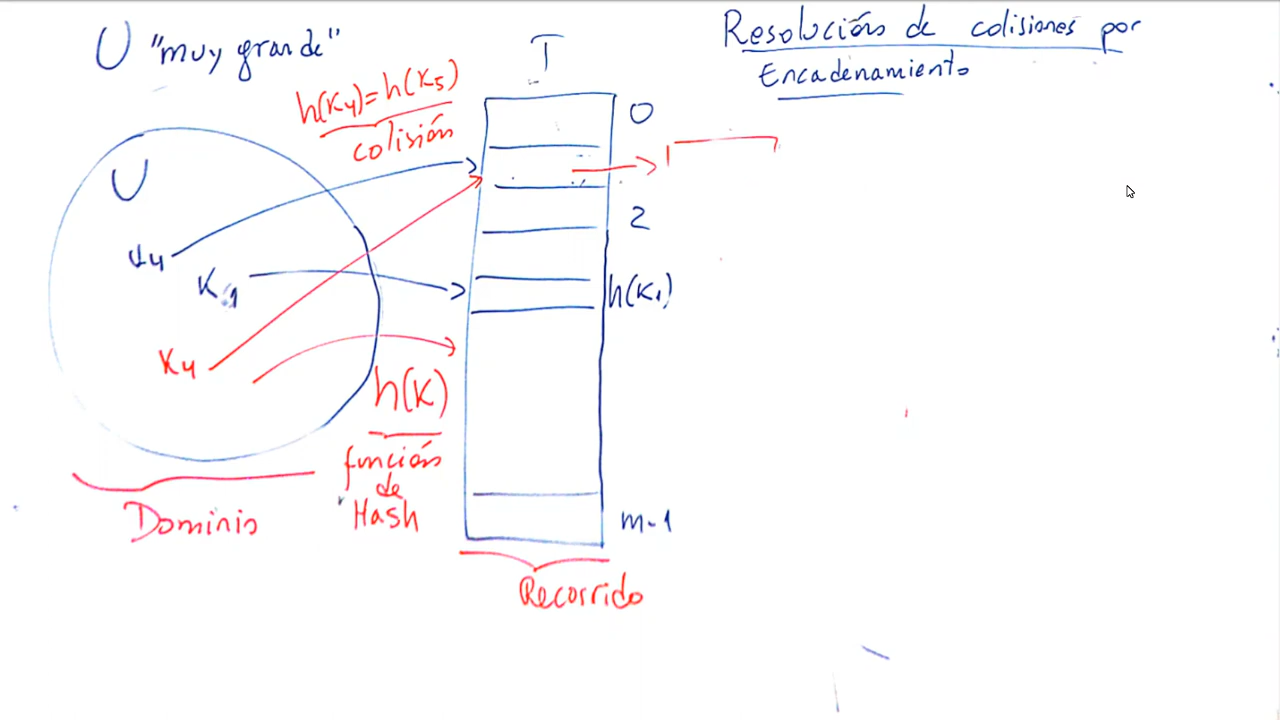 U "muy grande"
Resolución de colisiones por
Encadenamiento
T
h(K4)=h(K5)
colisión
0
U
2
K4
K1
h(K1)
K4
h(K)
función
de
Hash
m-1
Dominio
Recorrido